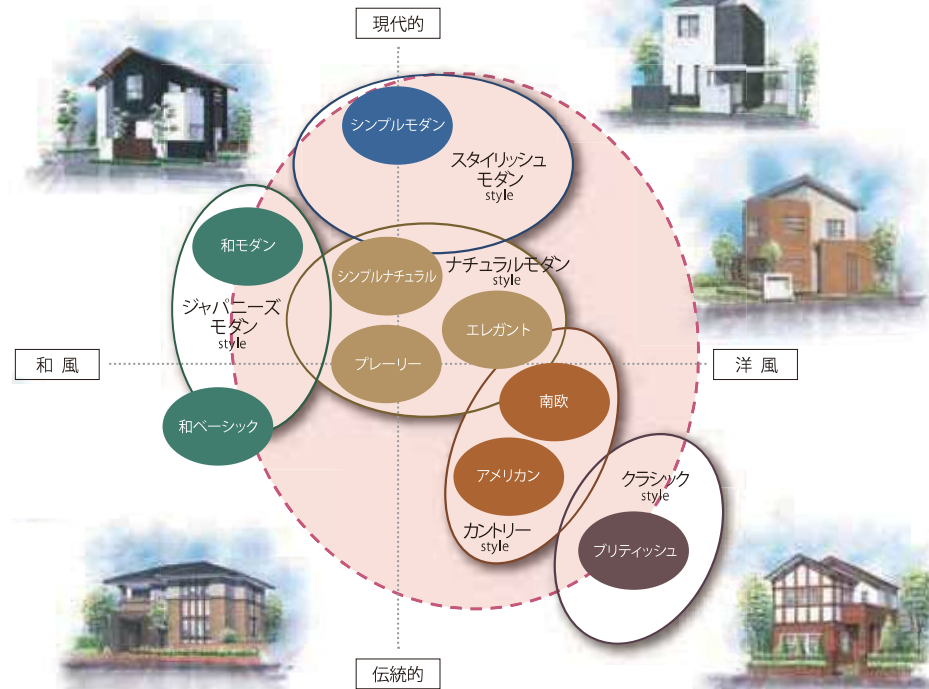 現代的
シンプルモダン
スタイリッシュ
モダン
style
和モダン
シンプルナチュラル
ナチュラルモダン
style
ジャパニーズ
モダン
style
エレガント
和 風
プレーリー
洋 風
南欧
和ベーシック
アメリカン
クラシック
style
カントリー
style
ブリティッシュ
伝統的